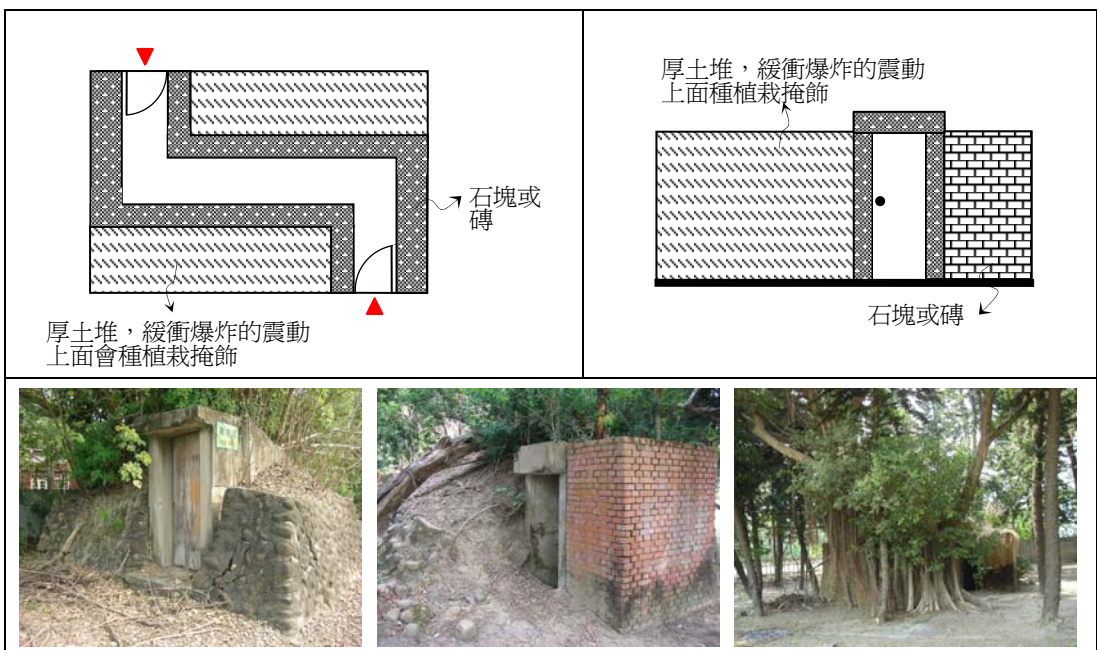 石塊或
磚
厚土堆，緩衝爆炸的震動
上面會種植栽掩飾
厚土堆，緩衝爆炸的震動
上面種植栽掩飾
石塊或磚